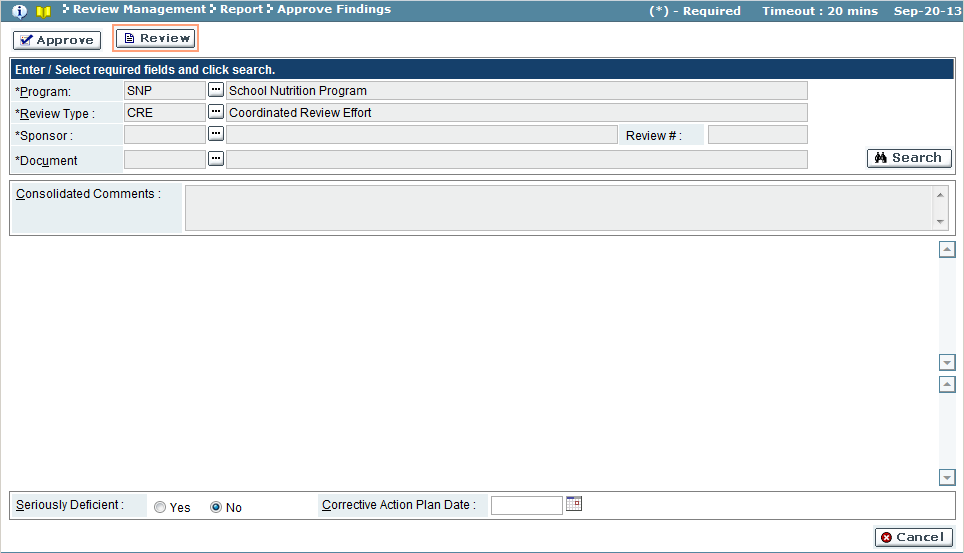 Review Management Report Approve Findings (*) - Required Timeout : 20 mins Sep-20-13
Approve Review
Enter / Select required fields and click search.
*Program: SNP ... School Nutrition Program
*Review Type : CRE ... Coordinated Review Effort
*Sponsor : ... Review # :
*Document ... Search
Consolidated Comments :
Seriously Deficient : Yes No Corrective Action Plan Date :
Cancel